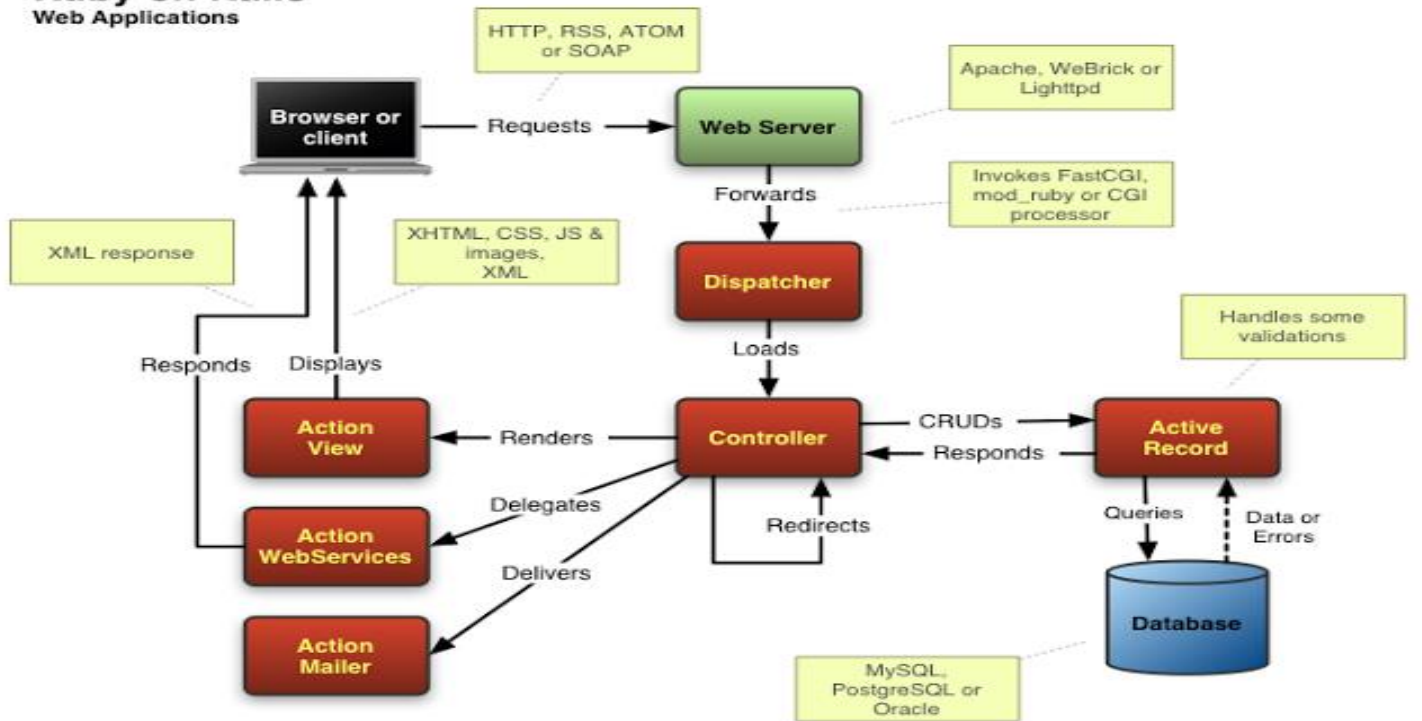 Web Applications
HTTP, RSS, ATOM
or SOAP
Apache, WeBrick or
Lighttpd
Browser or
client
Requests
Web Server
Forwards
Invokes FastCGI,
mod_ruby or CGI
processor
XML response
XHTML, CSS, JS &
images,
XML
Dispatcher
Handles some
validations
Loads
Responds
Displays
Action
View
Renders
Controller
CRUDs
Responds
Active
Record
Delegates
Redirects
Queries
Data or
Errors
Action
WebServices
Delivers
Action
Mailer
Database
MySQL,
PostgreSQL or
Oracle